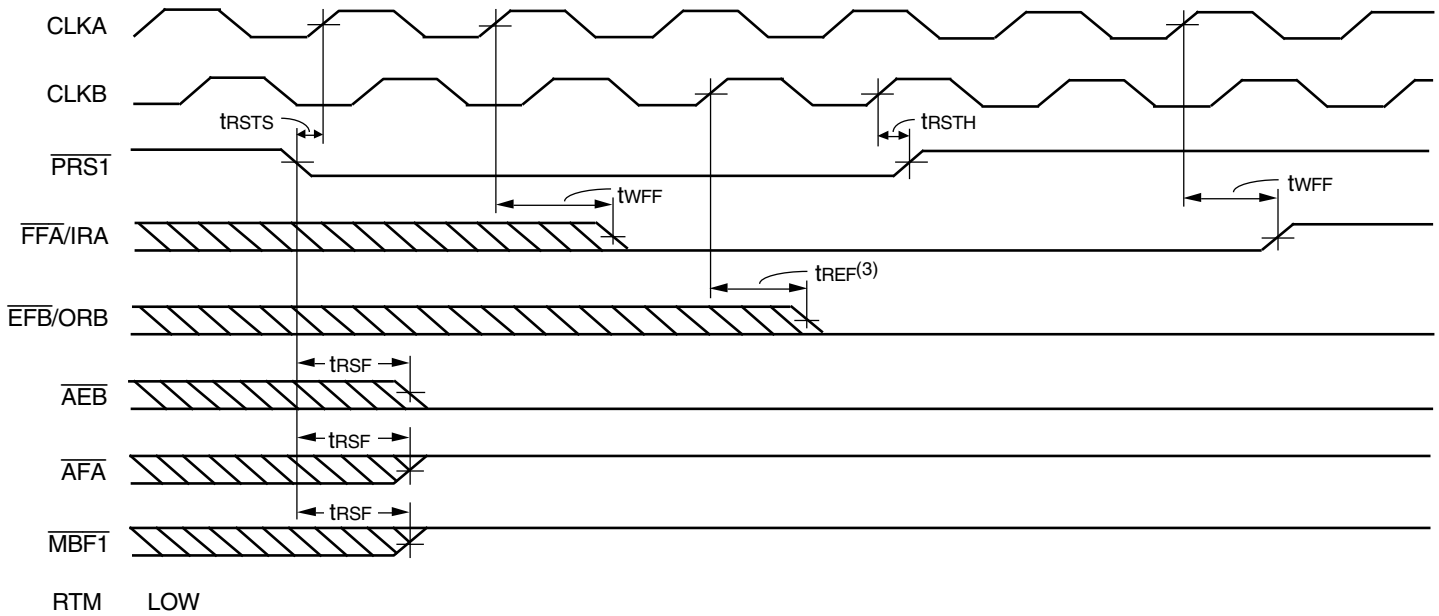 CLKA
CLKB
tRSTS
tRSTH
PRS1
tWFF
tWFF
FFA/IRA
tREF(3)
EFB/ORB
tRSF
AEB
tRSF
AFA
tRSF
MBF1
RTM LOW